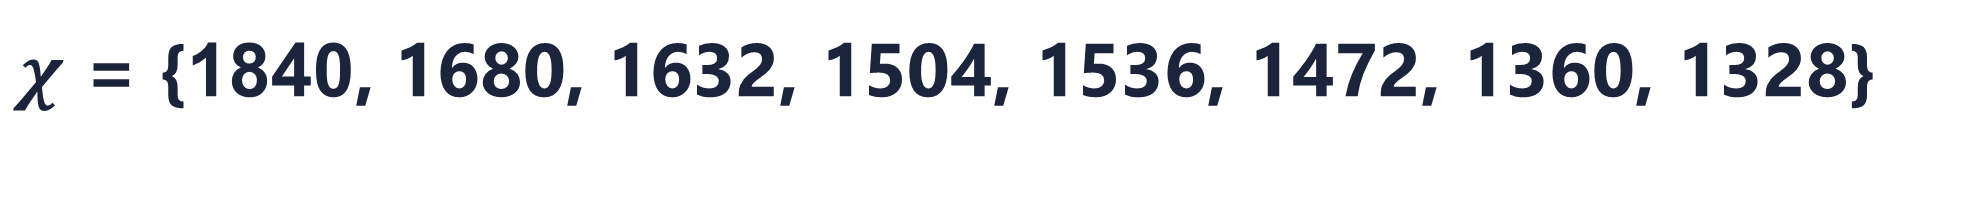 χ = {1840, 1680, 1632, 1504, 1536, 1472, 1360, 1328}